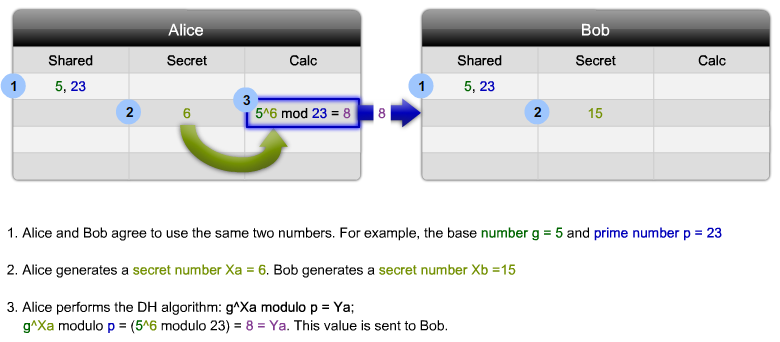 Alice Bob
Shared Secret Calc Shared Secret Calc
1 5, 23 1 5, 23
2 6 3 5^6 mod 23 = 8 8 2 15
1. Alice and Bob agree to use the same two numbers. For example, the base number g = 5 and prime number p = 23
2. Alice generates a secret number Xa = 6. Bob generates a secret number Xb =15
3. Alice performs the DH algorithm: g^Xa modulo p = Ya;
g^Xa modulo p = (5^6 modulo 23) = 8 = Ya. This value is sent to Bob.